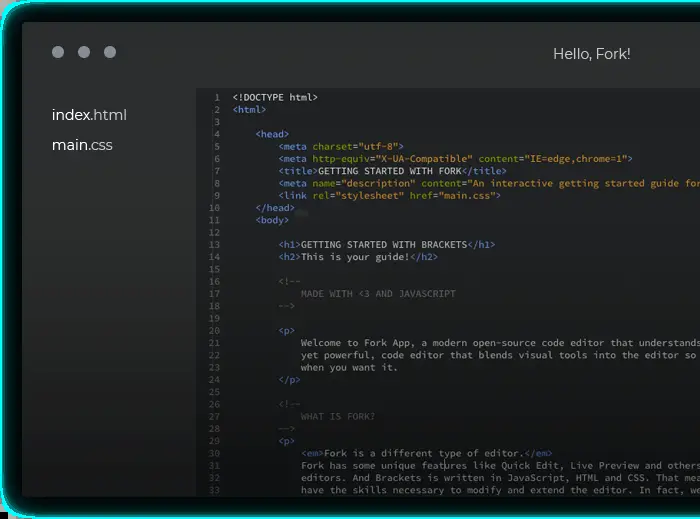 Hello, Fork!
index.html
main.css
1 <!DOCTYPE html>
2 <html>
3
4 <head>
5 <meta charset="utf-8">
6 <meta http-equiv="X-UA-Compatible" content="IE=edge,chrome=1">
7 <title>GETTING STARTED WITH FORK</title>
8 <meta name="description" content="An interactive getting started guide for
9 <link rel="stylesheet" href="main.css">
10 </head>
11 <body>
12
13 <h1>GETTING STARTED WITH BRACKETS</h1>
14 <h2>This is your guide!</h2>
15
16 <!--
17 MADE WITH <3 AND JAVASCRIPT
18 -->
19
20 <p>
21 Welcome to Fork App, a modern open-source code editor that understands
22 yet powerful, code editor that blends visual tools into the editor so
23 when you want it.
24 </p>
25
26 <!--
27 WHAT IS FORK?
28 -->
29 <p>
30 <em>Fork is a different type of editor.</em>
31 Fork has some unique features like Quick Edit, Live Preview and others
32 editors. And Brackets is written in JavaScript, HTML and CSS. That mea
33 have the skills necessary to modify and extend the editor. In fact, we